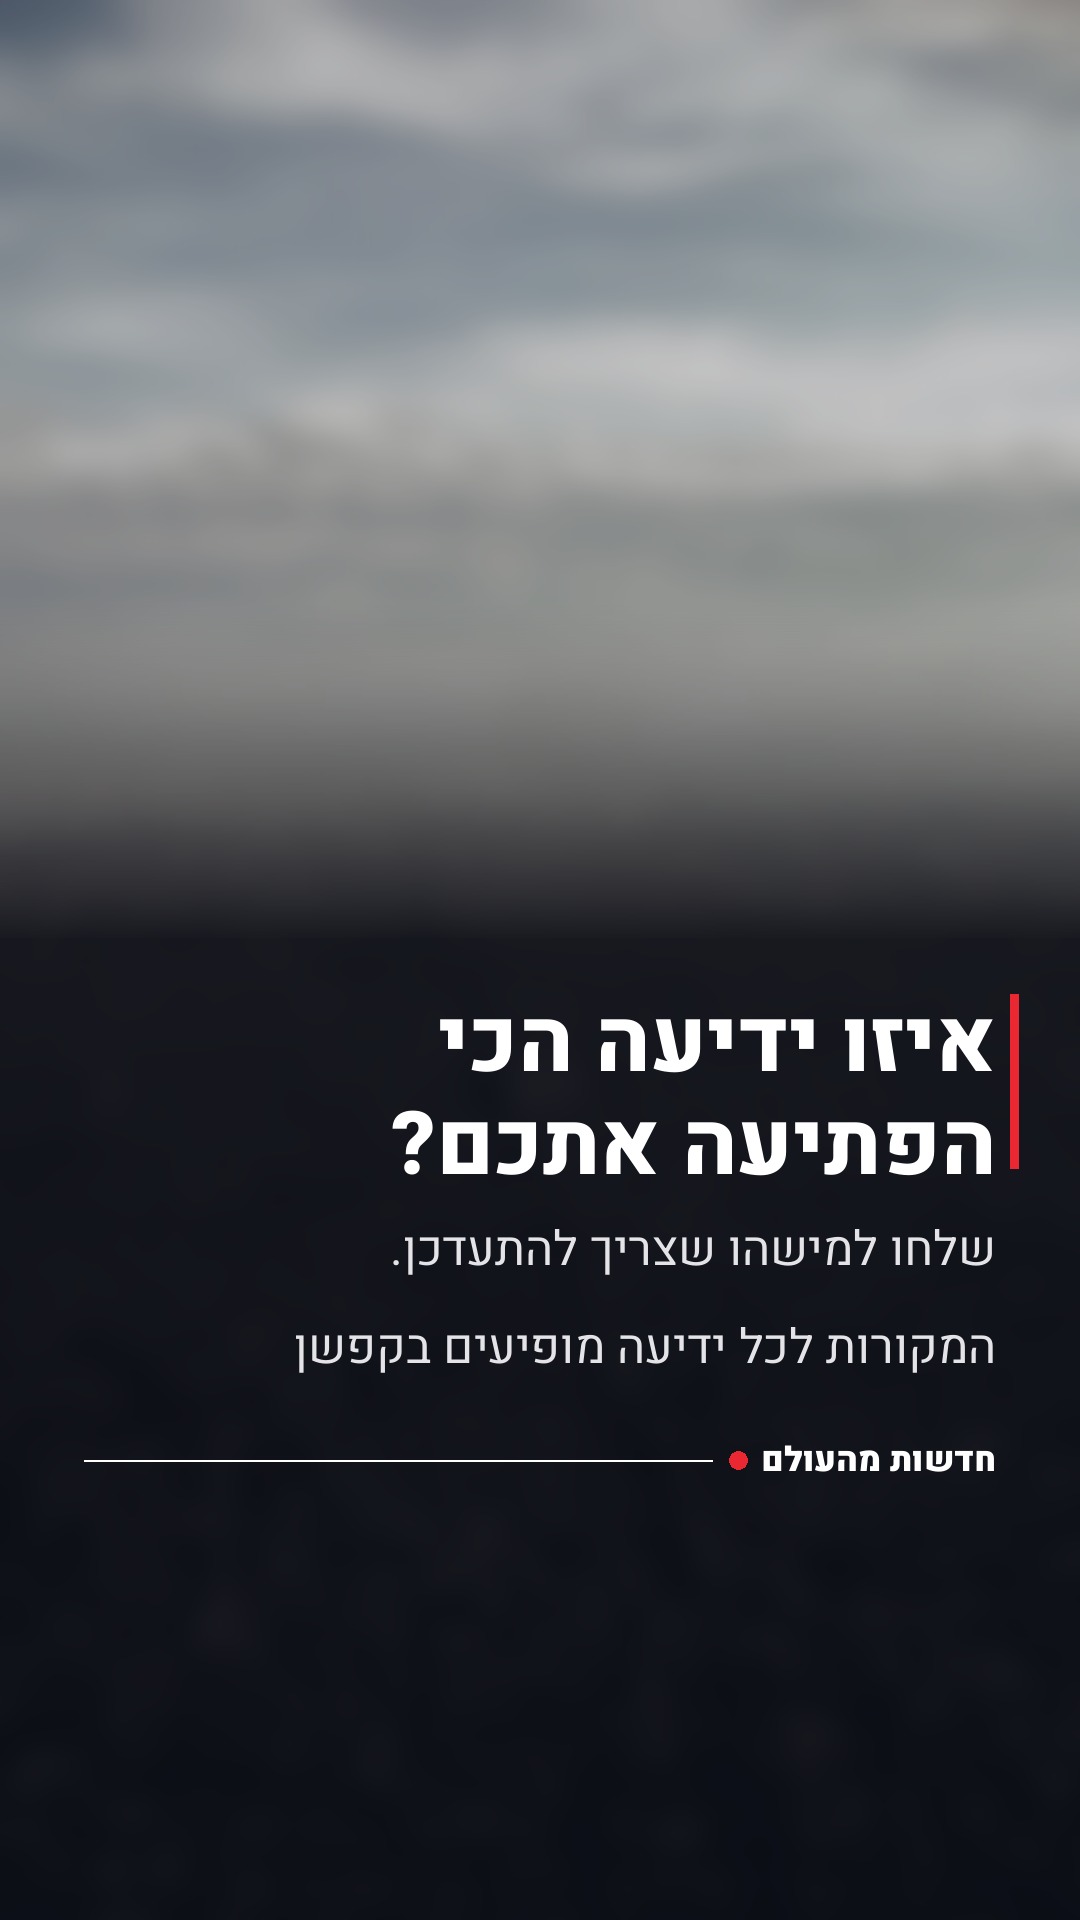 איזו ידיעה הכי
הפתיעה אתכם?
שלחו למישהו שצריך להתעדכן.
המקורות לכל ידיעה מופיעים בקפשן
חדשות מהעולם